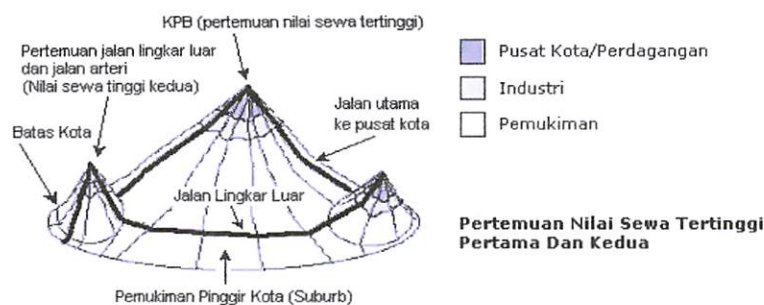 KPB (pertemuan nilai sewa tertinggi)
Pertemuan jalan lingkar luar
dan jalan arteri
(Nilai sewa tinggi kedua)
Batas Kota
Jalan utama
ke pusat kota
Jalan Lingkar Luar
Pemukiman Pinggir Kota (Suburb)
Pusat Kota/Perdagangan
Industri
Pemukiman
Pertemuan Nilai Sewa Tertinggi
Pertama Dan Kedua